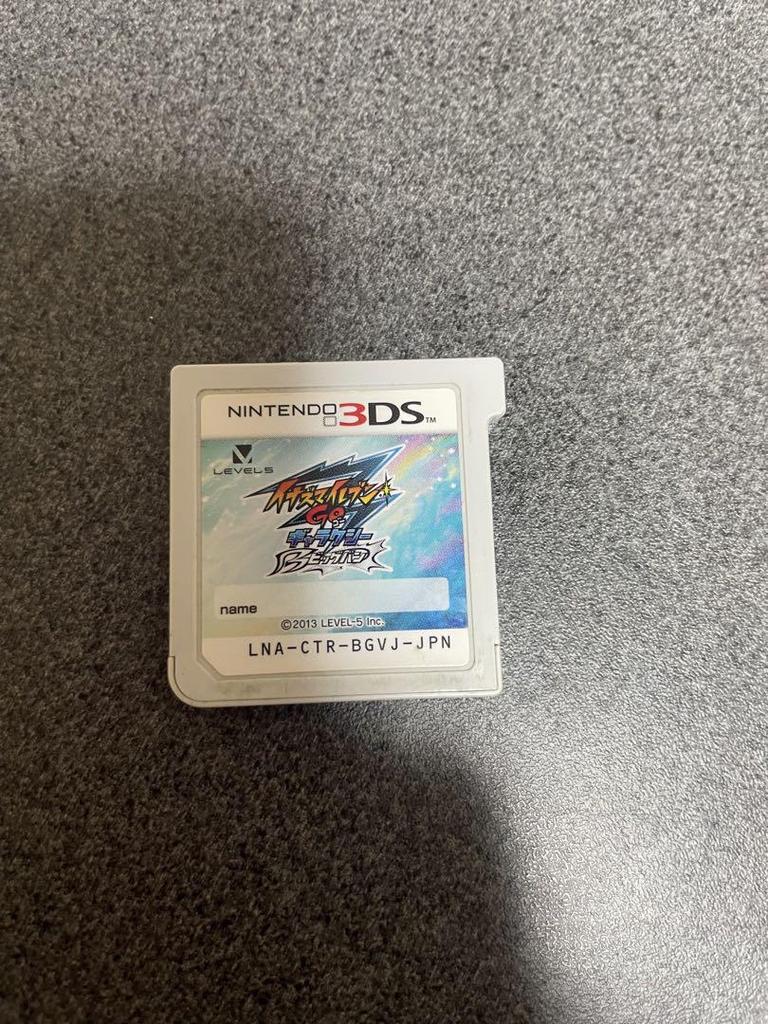 NINTENDO 3DS™
LEVEL5
イナズマイレブン
GO
ギャラクシー
ビッグバン
name
©2013 LEVEL-5 Inc.
LNA-CTR-BGVJ-JPN